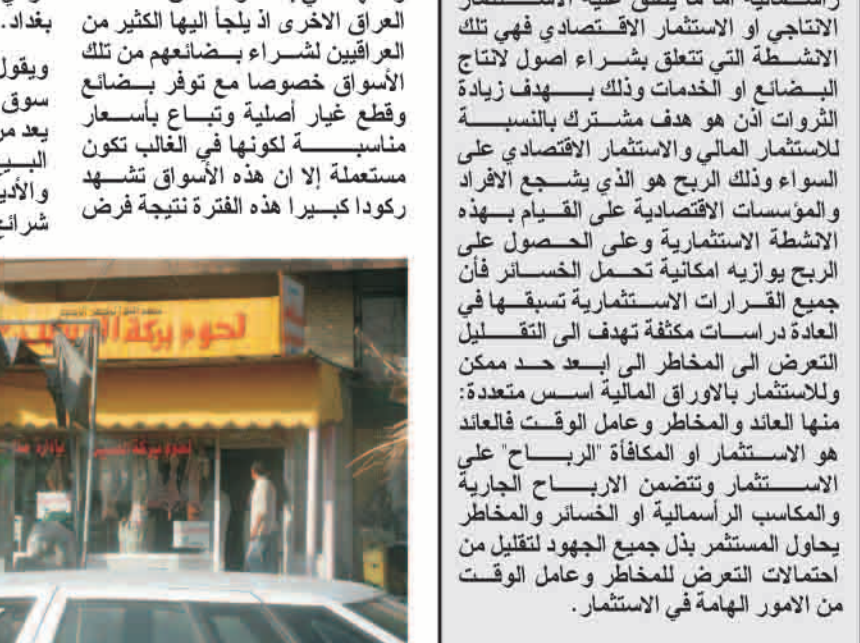 الانتاجي او الاستثمار الاقتصادي فهي تلك
الانشطة التي تتعلق بشراء اصول لانتاج
البضائع او الخدمات وذلك بهدف زيادة
الثروات اذن هو هدف مشترك بالنسبة
للاستثمار المالي والاستثمار الاقتصادي على
السواء وذلك الربح هو الذي يشجع الافراد
والمؤسسات الاقتصادية على القيام بهذه
الانشطة الاستثمارية وعلى الحصول على
الربح يوازيه امكانية تحمل الخسائر فأن
جميع القرارات الاستثمارية تسبقها في
العادة دراسات مكثفة تهدف الى التقليل
التعرض الى المخاطر الى ابعد حد ممكن
وللاستثمار بالاوراق المالية اسس متعددة:
منها العائد والمخاطر وعامل الوقت فالعائد
هو الاستثمار او المكافأة "الرباح" على
الاستثمار وتتضمن الارباح الجارية
والمكاسب الرأسمالية او الخسائر والمخاطر
يحاول المستثمر بذل جميع الجهود لتقليل من
احتمالات التعرض للمخاطر وعامل الوقت
من الامور الهامة في الاستثمار.
العراق الاخرى اذ يلجأ اليها الكثير من
العراقيين لشراء بضائعهم من تلك
الأسواق خصوصا مع توفر بضائع
وقطع غيار أصلية وتباع بأسعار
مناسبة لكونها في الغالب تكون
مستعملة إلا ان هذه الأسواق تشهد
ركودا كبيرا هذه الفترة نتيجة فرض
لحوم بركة
لحوم بركة
بغداد.
ويقول
سوق
يعد من